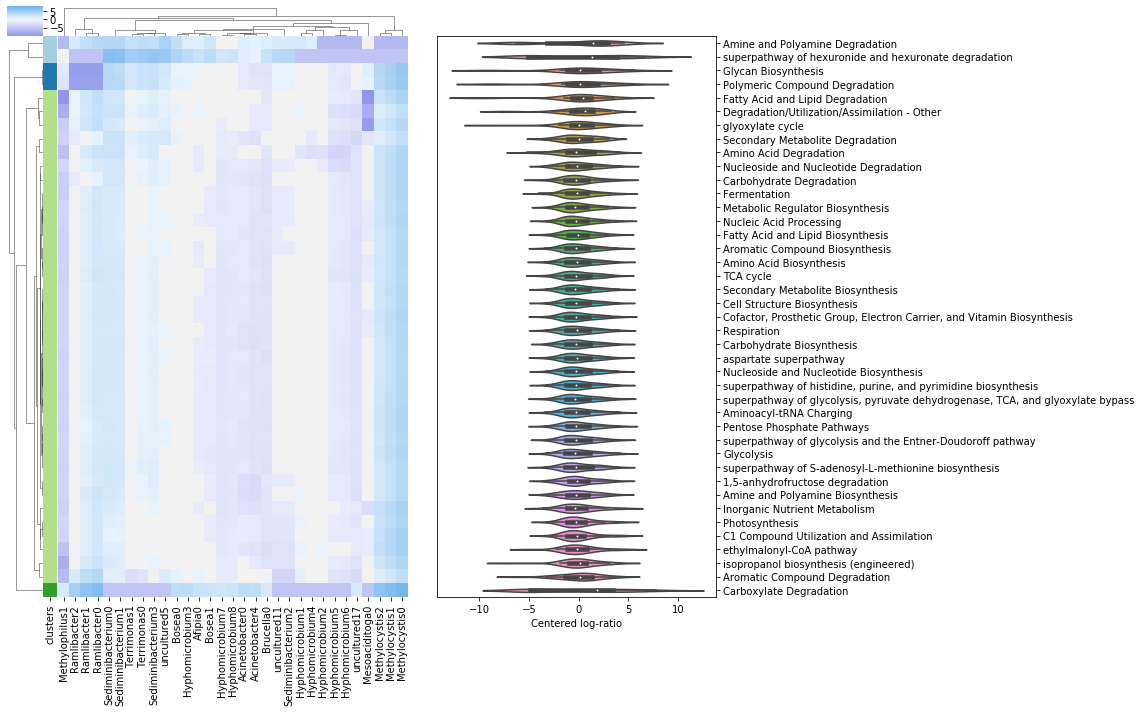 5
0
−5
Amine and Polyamine Degradation
superpathway of hexuronide and hexuronate degradation
Glycan Biosynthesis
Polymeric Compound Degradation
Fatty Acid and Lipid Degradation
Degradation/Utilization/Assimilation - Other
glyoxylate cycle
Secondary Metabolite Degradation
Amino Acid Degradation
Nucleoside and Nucleotide Degradation
Carbohydrate Degradation
Fermentation
Metabolic Regulator Biosynthesis
Nucleic Acid Processing
Fatty Acid and Lipid Biosynthesis
Aromatic Compound Biosynthesis
Amino Acid Biosynthesis
TCA cycle
Secondary Metabolite Biosynthesis
Cell Structure Biosynthesis
Cofactor, Prosthetic Group, Electron Carrier, and Vitamin Biosynthesis
Respiration
Carbohydrate Biosynthesis
aspartate superpathway
Nucleoside and Nucleotide Biosynthesis
superpathway of histidine, purine, and pyrimidine biosynthesis
superpathway of glycolysis, pyruvate dehydrogenase, TCA, and glyoxylate bypass
Aminoacyl-tRNA Charging
Pentose Phosphate Pathways
superpathway of glycolysis and the Entner-Doudoroff pathway
Glycolysis
superpathway of S-adenosyl-L-methionine biosynthesis
1,5-anhydrofructose degradation
Amine and Polyamine Biosynthesis
Inorganic Nutrient Metabolism
Photosynthesis
C1 Compound Utilization and Assimilation
ethylmalonyl-CoA pathway
isopropanol biosynthesis (engineered)
Aromatic Compound Degradation
Carboxylate Degradation
−10 −5 0 5 10
Centered log-ratio
clusters
Methylophilus1
Ramlibacter2
Ramlibacter1
Ramlibacter0
Sediminibacterium0
Sediminibacterium1
Terrimonas1
Terrimonas0
Sediminibacterium3
uncultured5
Bosea0
Hyphomicrobium3
Afipia0
Bosea1
Hyphomicrobium7
Hyphomicrobium8
Acinetobacter0
Acinetobacter4
Brucella0
uncultured11
Sediminibacterium2
Hyphomicrobium1
Hyphomicrobium4
Hyphomicrobium2
Hyphomicrobium5
Hyphomicrobium6
uncultured17
Mesoaciditoga0
Methylocystis2
Methylocystis1
Methylocystis0